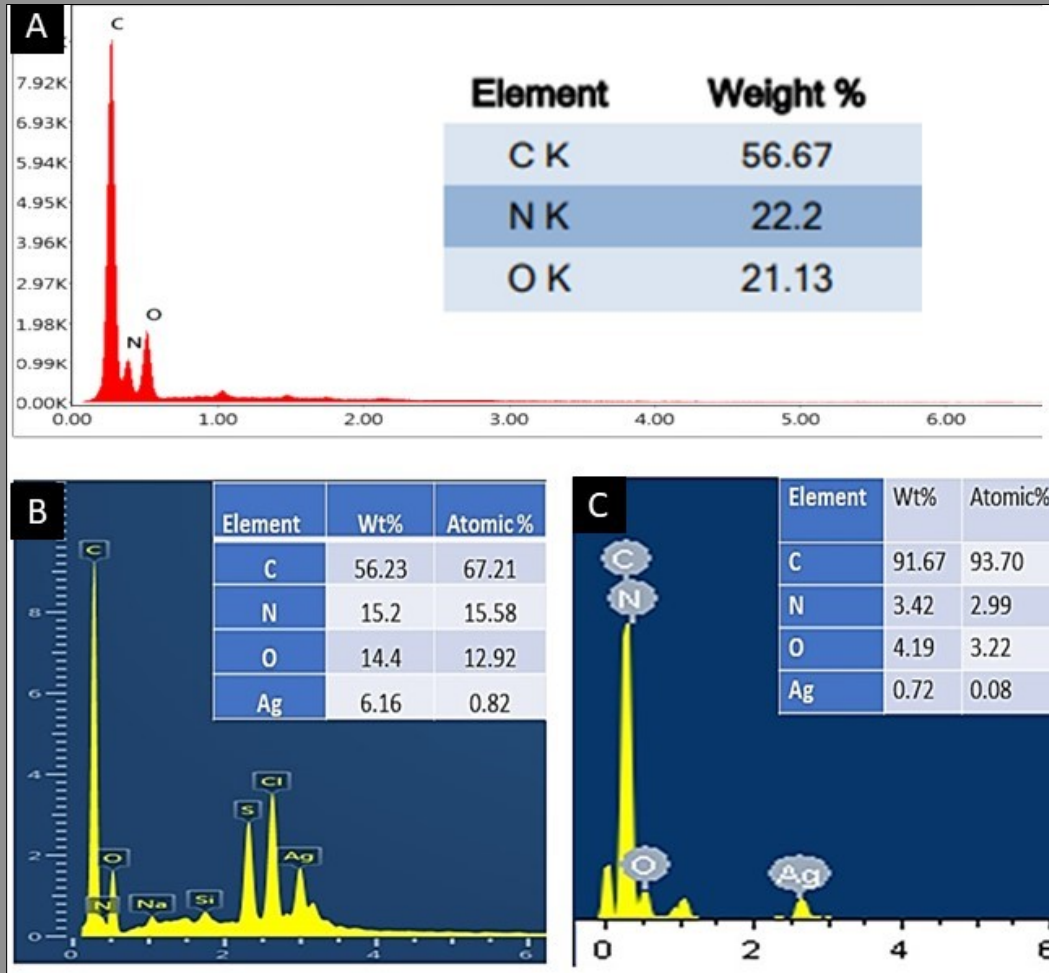 A
C
7.92K
6.93K
5.94K
4.95K
3.96K
2.97K
1.98K
0.99K
0.00K
N
O
0.00 1.00 2.00 3.00 4.00 5.00 6.00
Element Weight %
C K 56.67
N K 22.2
O K 21.13
B
Element Wt% Atomic %
C 56.23 67.21
N 15.2 15.58
O 14.4 12.92
Ag 6.16 0.82
C
8
6
4
2
0
Cl
S
O
Ag
N
Na
Si
0 2 4 6
C
Element Wt% Atomic%
C 91.67 93.70
N 3.42 2.99
O 4.19 3.22
Ag 0.72 0.08
C
N
O
Ag
0 2 4 6